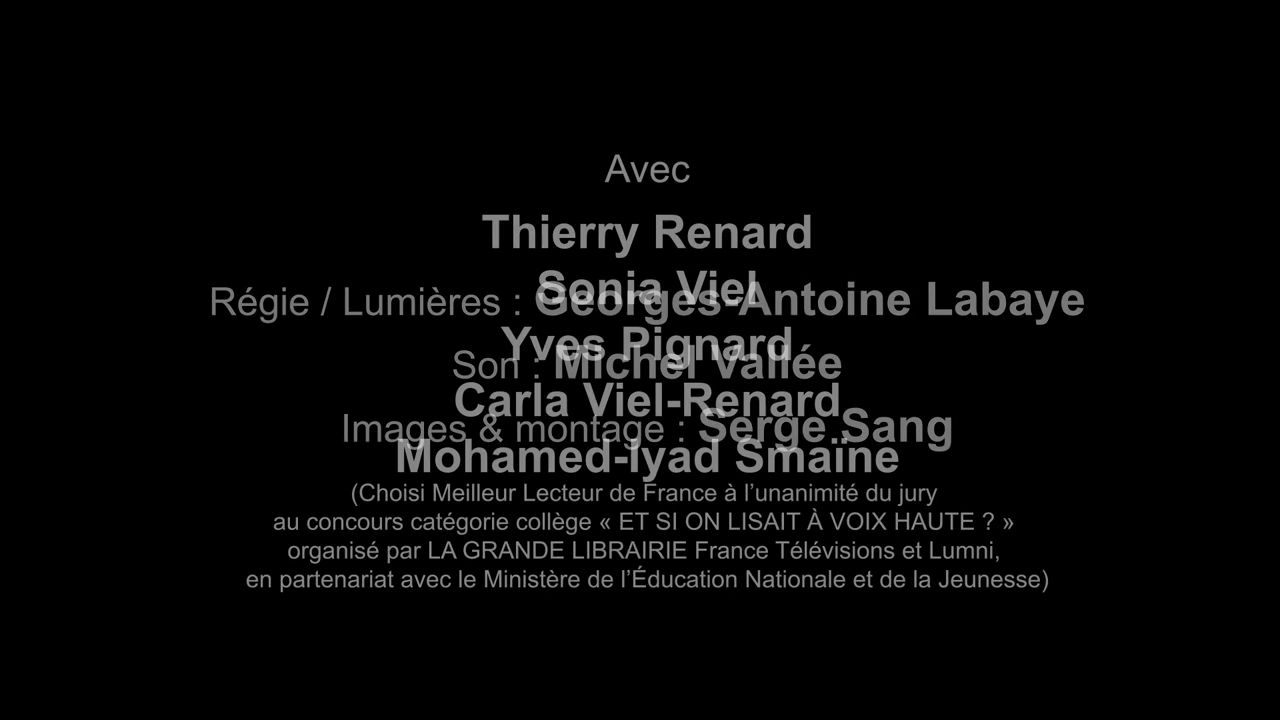 Avec
Thierry Renard
Sonia Viel
Régie / Lumières : Georges-Antoine Labaye
Yves Pignard
Son : Michel Vallée
Carla Viel-Renard
Images & montage : Serge Sang
Mohamed-Iyad Smaïne
(Choisi Meilleur Lecteur de France à l’unanimité du jury
au concours catégorie collège « ET SI ON LISAIT À VOIX HAUTE ? »
organisé par LA GRANDE LIBRAIRIE France Télévisions et Lumni,
en partenariat avec le Ministère de l’Éducation Nationale et de la Jeunesse)